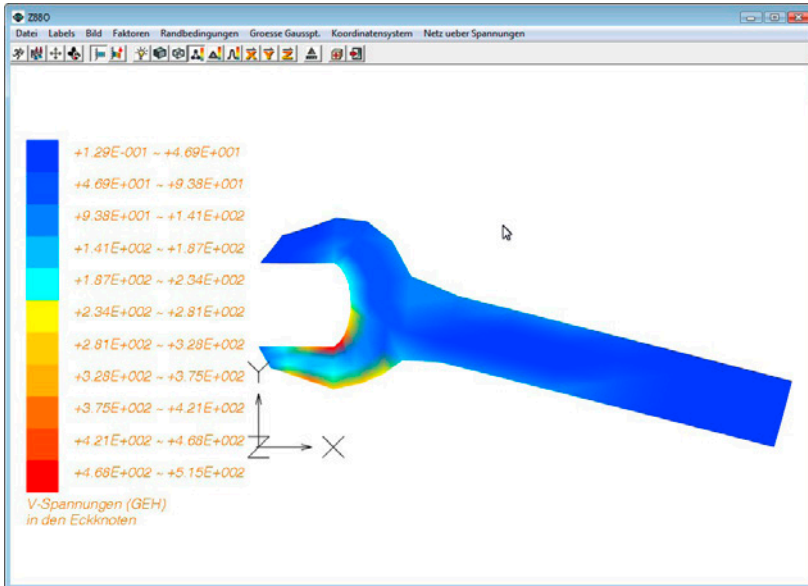 Z88O
Datei Labels Bild Faktoren Randbedingungen Groesse Gausspt. Koordinatensystem Netz ueber Spannungen
+1.29E-001 ~ +4.69E+001
+4.69E+001 ~ +9.38E+001
+9.38E+001 ~ +1.41E+002
+1.41E+002 ~ +1.87E+002
+1.87E+002 ~ +2.34E+002
+2.34E+002 ~ +2.81E+002
+2.81E+002 ~ +3.28E+002
+3.28E+002 ~ +3.75E+002
+3.75E+002 ~ +4.21E+002
+4.21E+002 ~ +4.68E+002
+4.68E+002 ~ +5.15E+002
Y
Z X
V-Spannungen (GEH)
in den Eckknoten